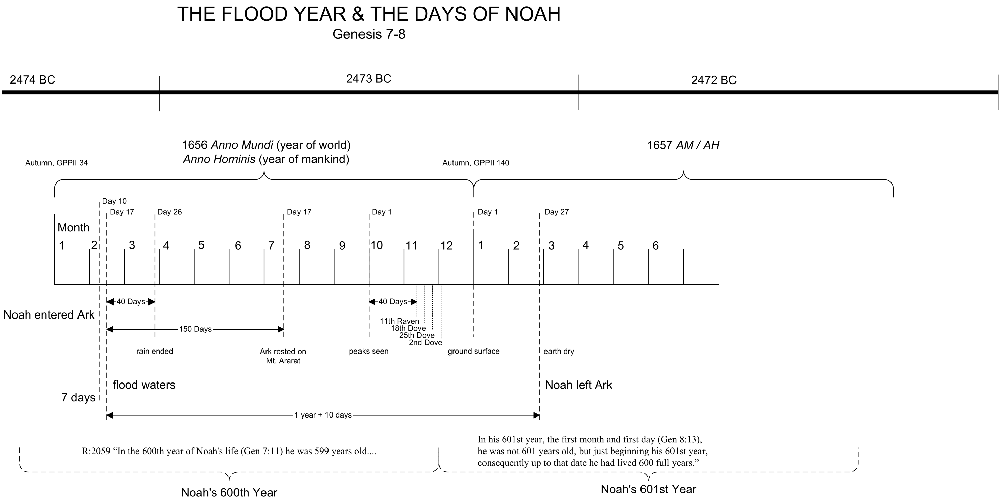 THE FLOOD YEAR & THE DAYS OF NOAH
Genesis 7-8
2474 BC
2473 BC
2472 BC
1656 Anno Mundi (year of world)
Anno Hominis (year of mankind)
1657 AM / AH
Autumn, GPPII 34
Autumn, GPPII 140
Day 10
Day 17
Day 26
Day 17
Day 1
Day 1
Day 27
Month
1
2
3
4
5
6
7
8
9
10
11
12
1
2
3
4
5
6
40 Days
40 Days
Noah entered Ark
11th Raven
18th Dove
25th Dove
2nd Dove
150 Days
rain ended
Ark rested on
Mt. Ararat
peaks seen
ground surface
earth dry
flood waters
Noah left Ark
7 days
1 year + 10 days
R:2059 “In the 600th year of Noah's life (Gen 7:11) he was 599 years old....
In his 601st year, the first month and first day (Gen 8:13),
he was not 601 years old, but just beginning his 601st year,
consequently up to that date he had lived 600 full years.”
Noah's 600th Year
Noah's 601st Year